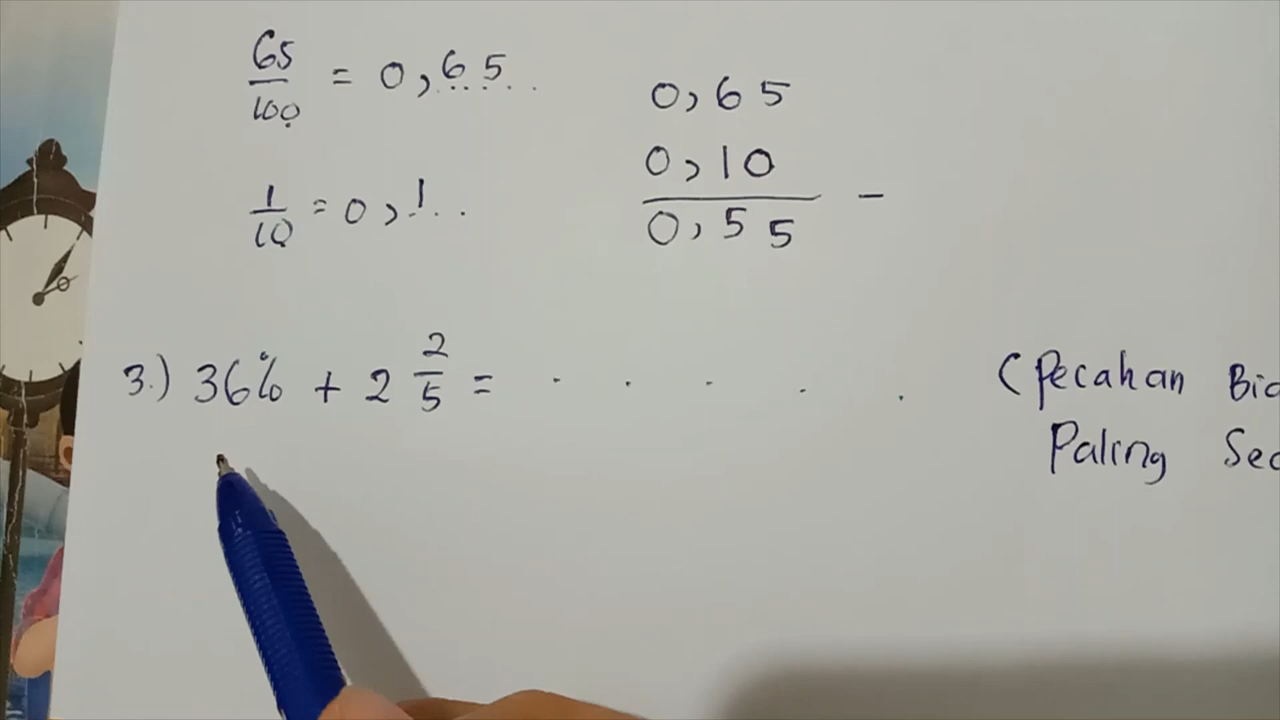 65/100 = 0,65.....
1/10 = 0,1...
0,65
0,10
0,55 –
3.) 36% + 2 2/5 = . . . . .
(Pecahan
Paling